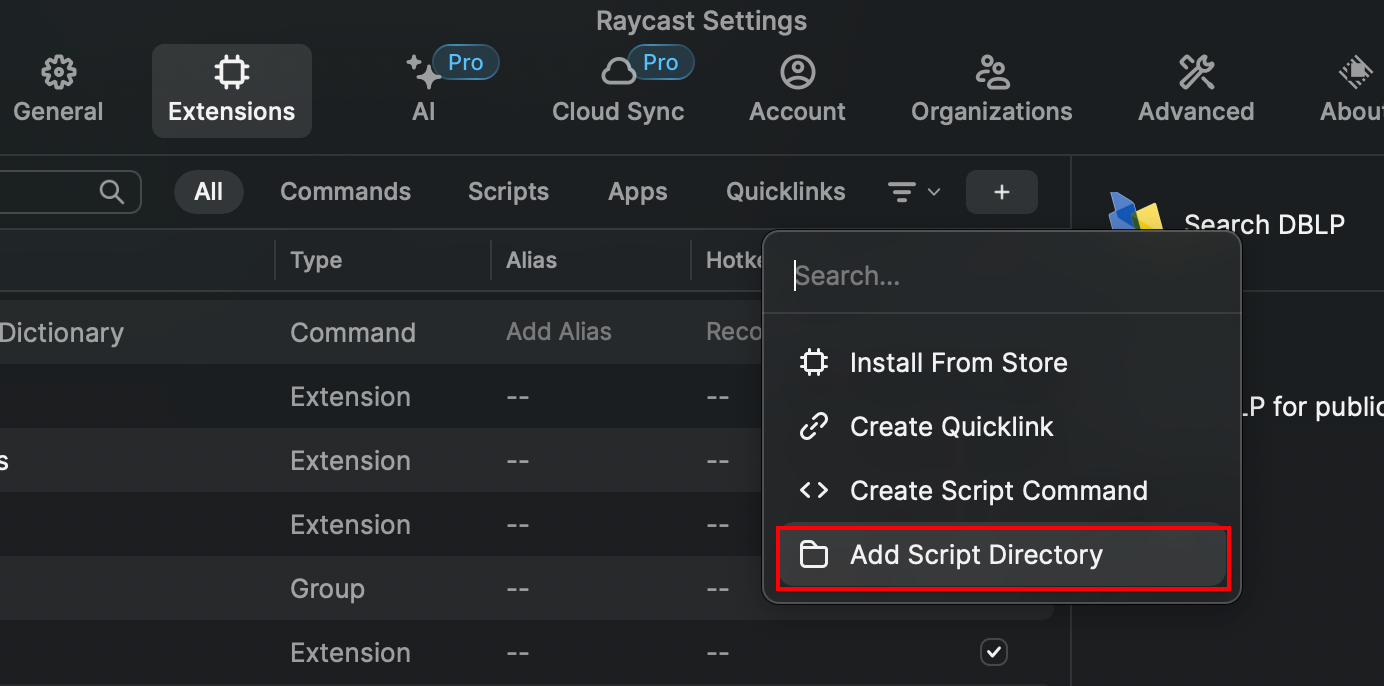 Raycast Settings
General
Extensions
Pro
AI
Pro
Cloud Sync
Account
Organizations
Advanced
Abou
All
Commands
Scripts
Apps
Quicklinks
+
Search DBLP
Type
Alias
Hotke
Search...
Dictionary
Command
Add Alias
Reco
Install From Store
Extension
--
--
LP for public
Create Quicklink
s
Extension
--
--
Create Script Command
Extension
--
--
Add Script Directory
Group
--
--
Extension
--
--